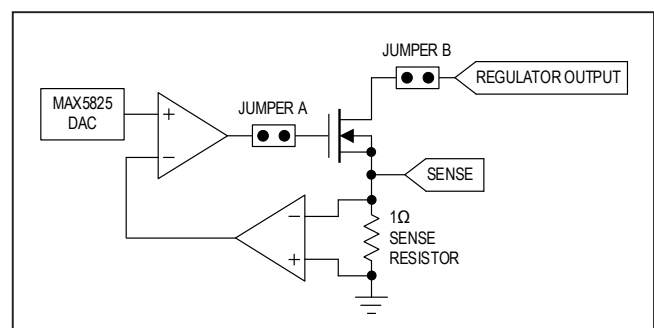 JUMPER B
REGULATOR OUTPUT
MAX5825
DAC
JUMPER A
+
−
SENSE
−
+
1Ω
SENSE
RESISTOR